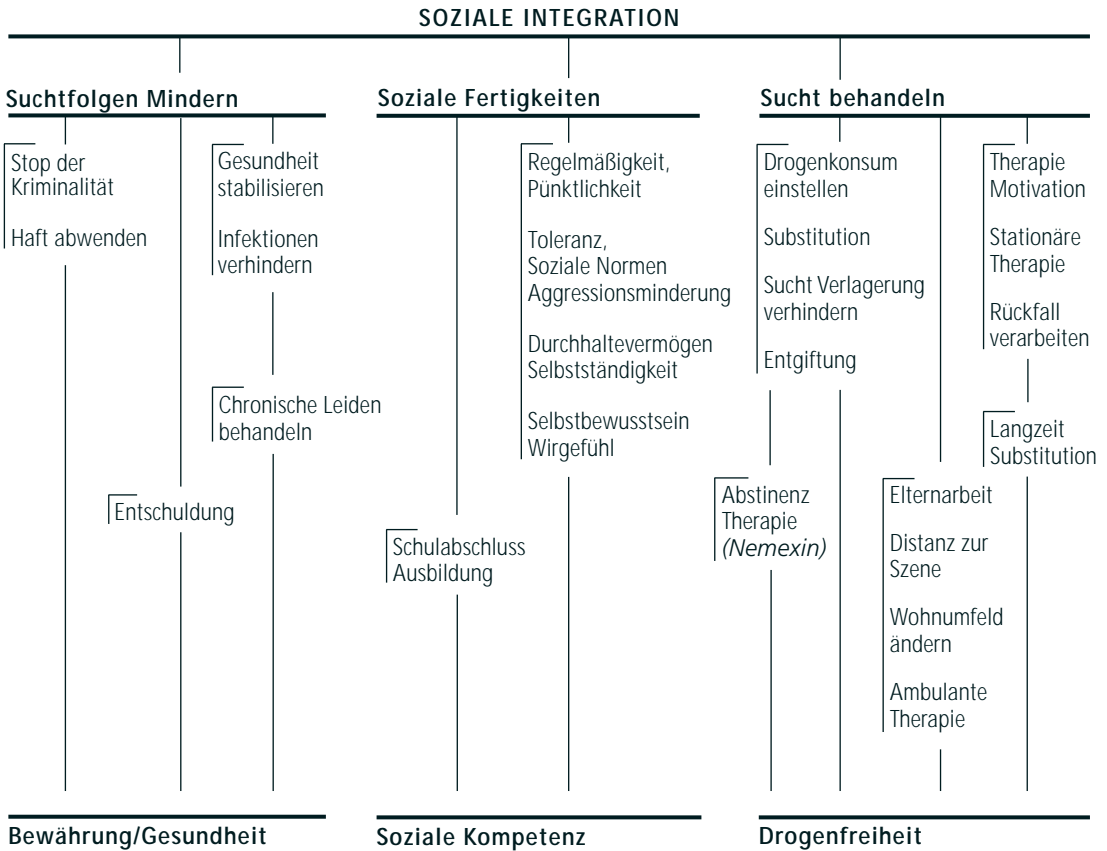 SOZIALE INTEGRATION
Suchtfolgen Mindern
Stop der
Kriminalität
Haft abwenden
Gesundheit
stabilisieren
Infektionen
verhindern
Chronische Leiden
behandeln
Entschuldung
Bewährung/Gesundheit
Soziale Fertigkeiten
Regelmäßigkeit,
Pünktlichkeit
Toleranz,
Soziale Normen
Aggressionsminderung
Durchhaltevermögen
Selbstständigkeit
Selbstbewusstsein
Wirgefühl
Schulabschluss
Ausbildung
Soziale Kompetenz
Sucht behandeln
Drogenkonsum
einstellen
Substitution
Sucht Verlagerung
verhindern
Entgiftung
Abstinenz
Therapie
(Nemexin)
Therapie
Motivation
Stationäre
Therapie
Rückfall
verarbeiten
Langzeit
Substitution
Elternarbeit
Distanz zur
Szene
Wohnumfeld
ändern
Ambulante
Therapie
Drogenfreiheit